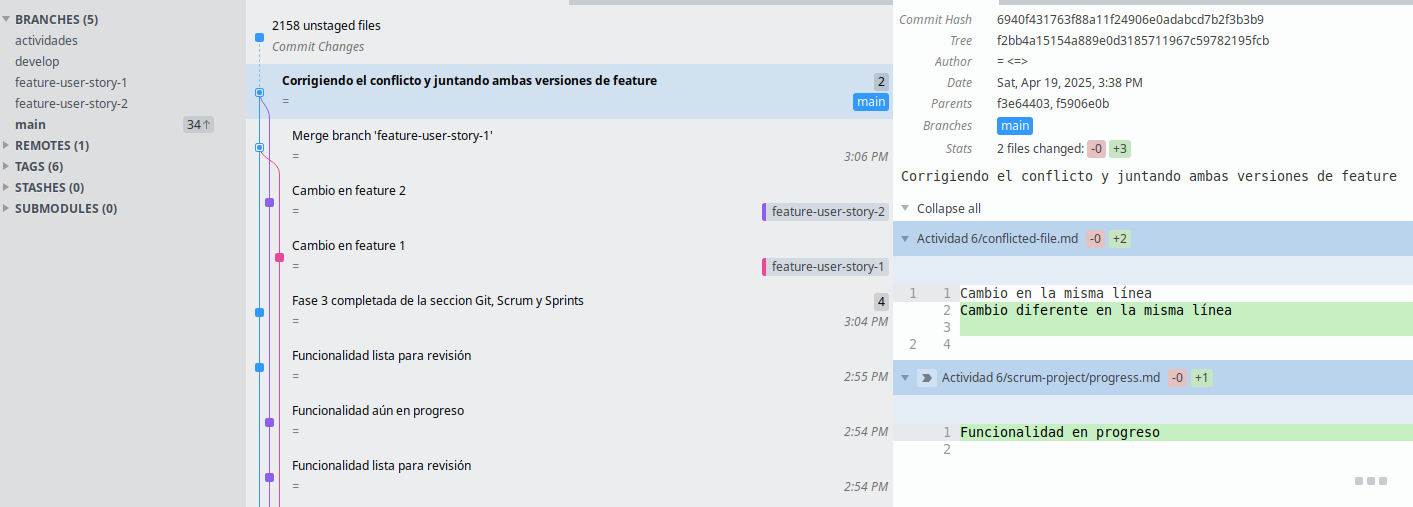 BRANCHES (5)
actividades
develop
feature-user-story-1
feature-user-story-2
main 34↑
REMOTES (1)
TAGS (6)
STASHES (0)
SUBMODULES (0)
2158 unstaged files
Commit Changes
Corrigiendo el conflicto y juntando ambas versiones de feature 2
= main
Merge branch 'feature-user-story-1'
= 3:06 PM
Cambio en feature 2
= feature-user-story-2
Cambio en feature 1
= feature-user-story-1
Fase 3 completada de la seccion Git, Scrum y Sprints 4
= 3:04 PM
Funcionalidad lista para revisión
= 2:55 PM
Funcionalidad aún en progreso
= 2:54 PM
Funcionalidad lista para revisión
= 2:54 PM
Commit Hash 6940f431763f88a11f24906e0adabcd7b2f3b3b9
Tree f2bb4a15154a889e0d3185711967c59782195fcb
Author = <=>
Date Sat, Apr 19, 2025, 3:38 PM
Parents f3e64403, f5906e0b
Branches main
Stats 2 files changed: -0 +3
Corrigiendo el conflicto y juntando ambas versiones de feature
Collapse all
Actividad 6/conflicted-file.md -0 +2
1 1 Cambio en la misma línea
2 Cambio diferente en la misma línea
3
2 4
Actividad 6/scrum-project/progress.md -0 +1
1 Funcionalidad en progreso
2